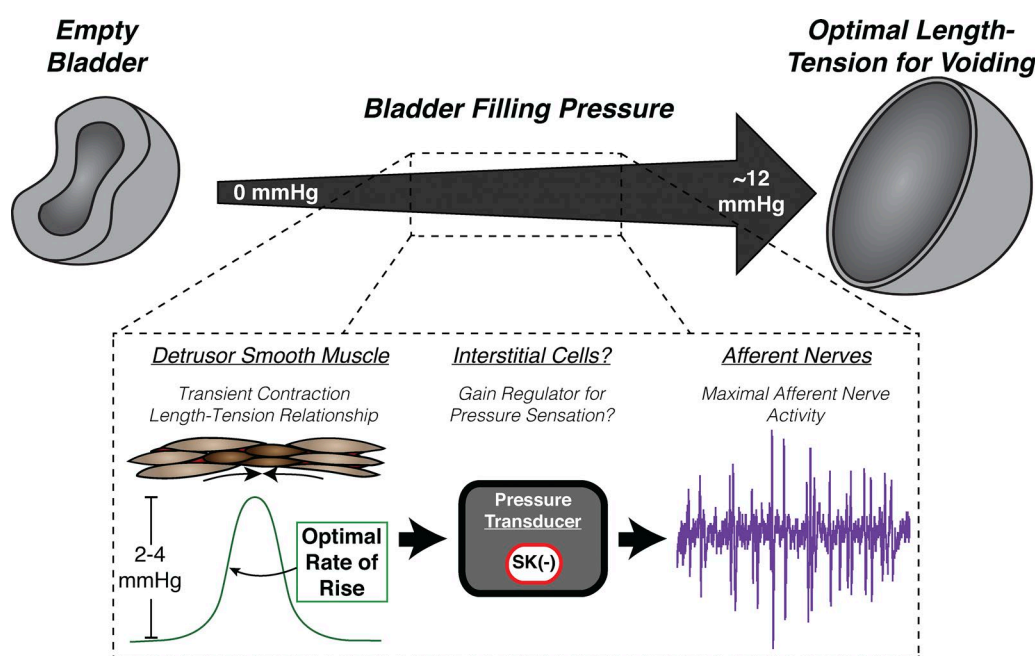 Empty
Bladder
Optimal Length-
Tension for Voiding
Bladder Filling Pressure
0 mmHg
~12
mmHg
Detrusor Smooth Muscle
Transient Contraction
Length-Tension Relationship
Interstitial Cells?
Gain Regulator for
Pressure Sensation?
Afferent Nerves
Maximal Afferent Nerve
Activity
2-4
mmHg
Optimal
Rate of
Rise
Pressure
Transducer
SK(-)